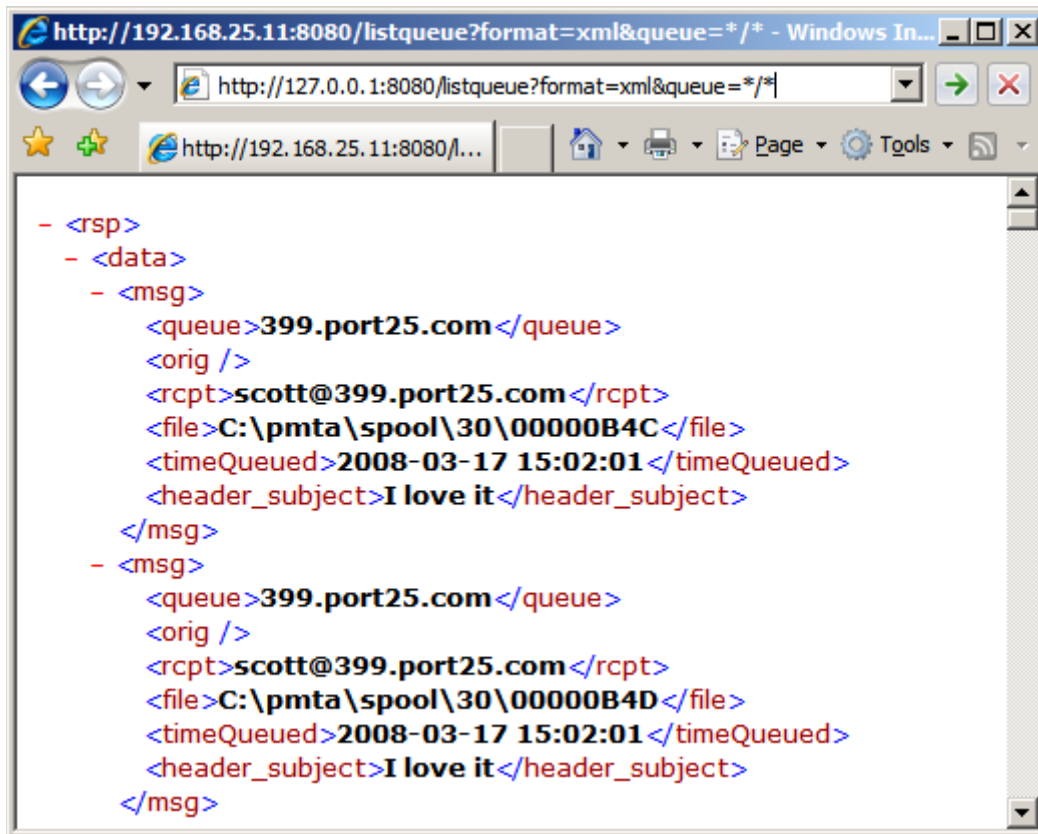 http://192.168.25.11:8080/listqueue?format=xml&queue=*/* - Windows In...
http://127.0.0.1:8080/listqueue?format=xml&queue=*/*
http://192.168.25.11:8080/l... Page Tools
- <rsp>
- <data>
- <msg>
<queue>399.port25.com</queue>
<orig />
<rcpt>scott@399.port25.com</rcpt>
<file>C:\pmta\spool\30\00000B4C</file>
<timeQueued>2008-03-17 15:02:01</timeQueued>
<header_subject>I love it</header_subject>
</msg>
- <msg>
<queue>399.port25.com</queue>
<orig />
<rcpt>scott@399.port25.com</rcpt>
<file>C:\pmta\spool\30\00000B4D</file>
<timeQueued>2008-03-17 15:02:01</timeQueued>
<header_subject>I love it</header_subject>
</msg>